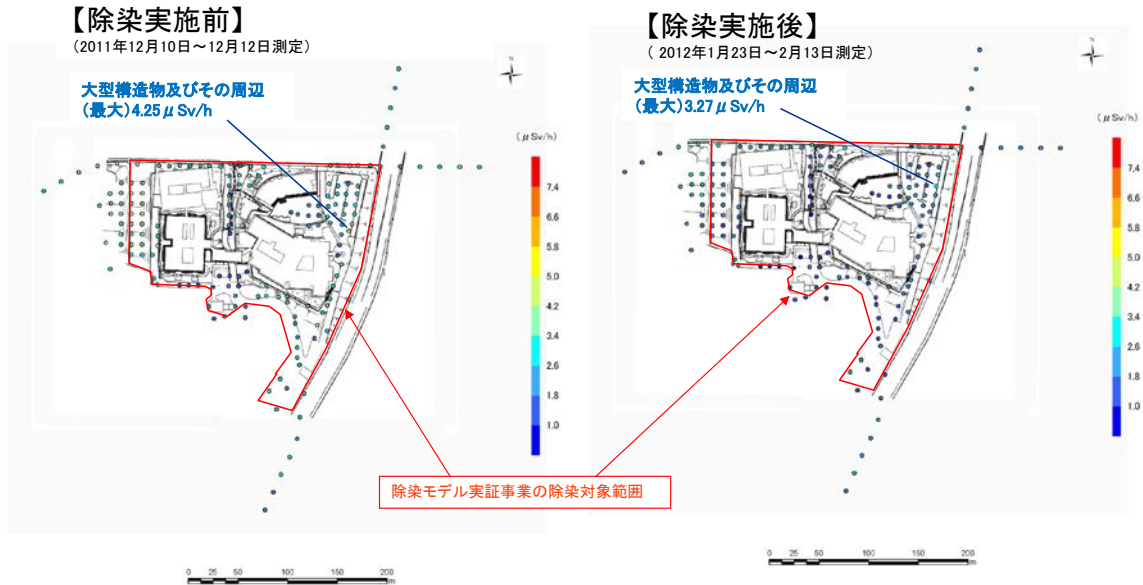 【除染実施前】
(2011年12月10日～12月12日測定)
大型構造物及びその周辺
(最大)4.25μSv/h
N
(μSv/h)
7.4
6.6
5.8
5.0
4.2
3.4
2.6
1.8
1.0
0 25 50 100 150 200
m
【除染実施後】
( 2012年1月23日～2月13日測定)
大型構造物及びその周辺
(最大)3.27μSv/h
N
(μSv/h)
7.4
6.6
5.8
5.0
4.2
3.4
2.6
1.8
1.0
0 25 50 100 150 200
m
除染モデル実証事業の除染対象範囲